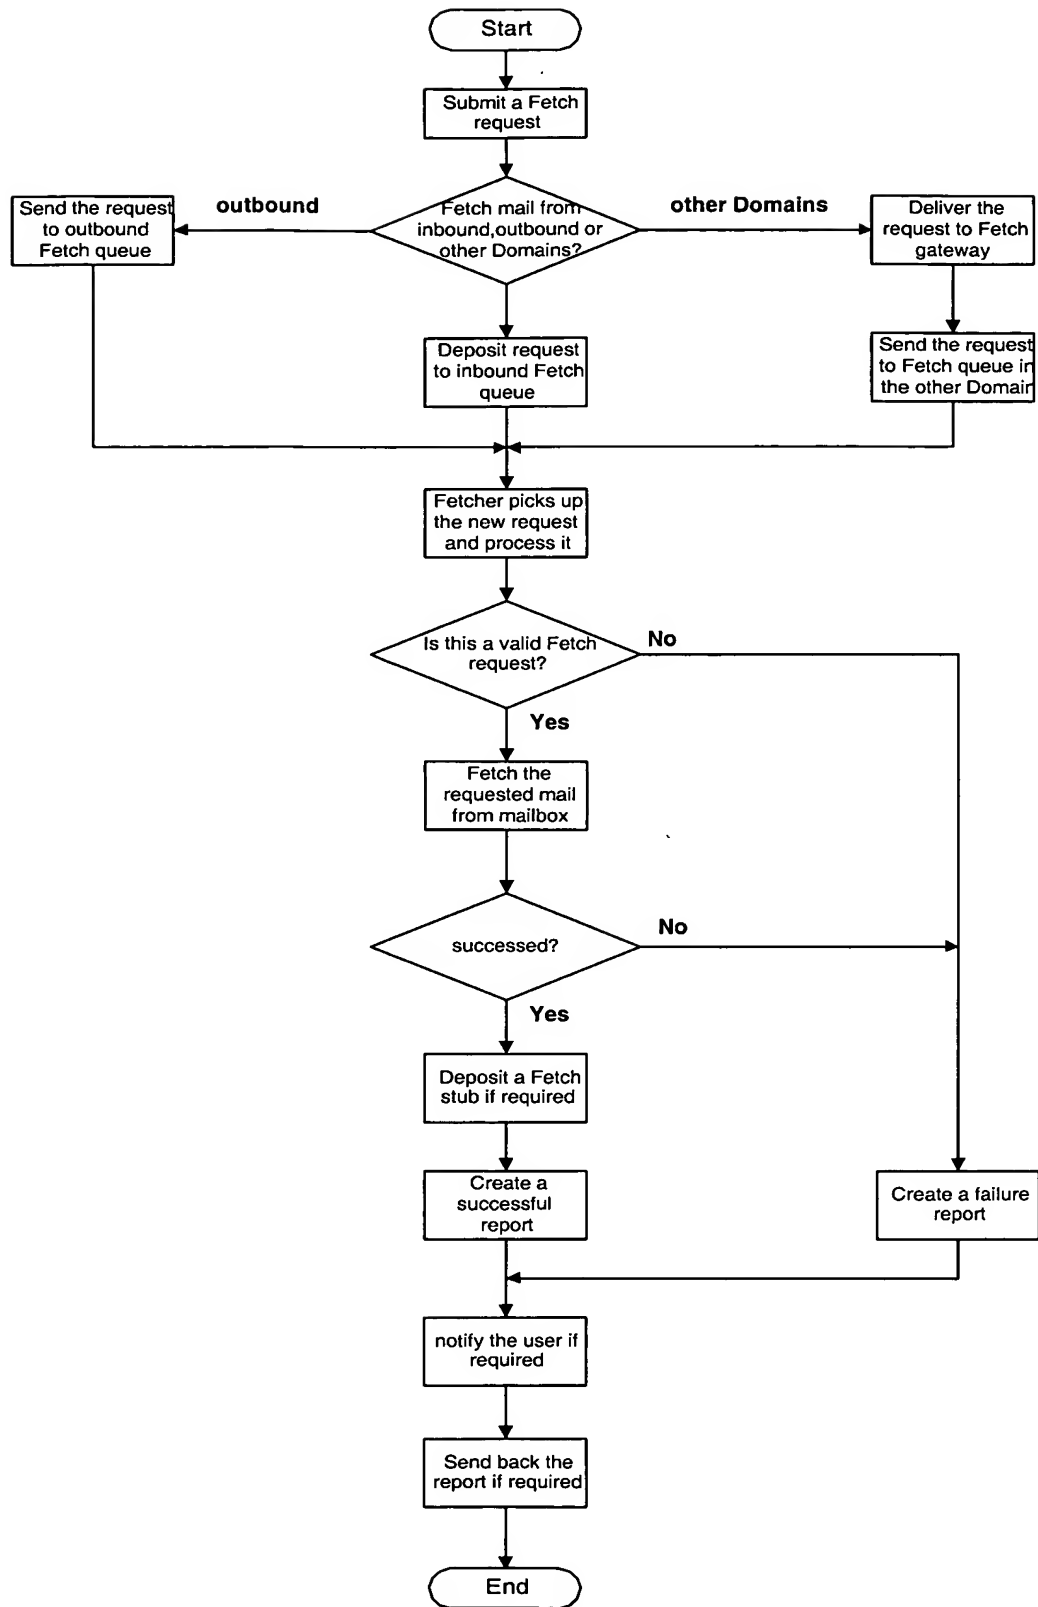 Start
Submit a Fetch
request
outbound
other Domains
Send the request
to outbound
Fetch queue
Fetch mail from
inbound,outbound or
other Domains?
Deliver the
request to Fetch
gateway
Deposit request
to inbound Fetch
queue
Send the request
to Fetch queue in
the other Domain
Fetcher picks up
the new request
and process it
Is this a valid Fetch
request?
No
Yes
Fetch the
requested mail
from mailbox
successed?
No
Yes
Deposit a Fetch
stub if required
Create a
successful
report
Create a failure
report
notify the user if
required
Send back the
report if required
End